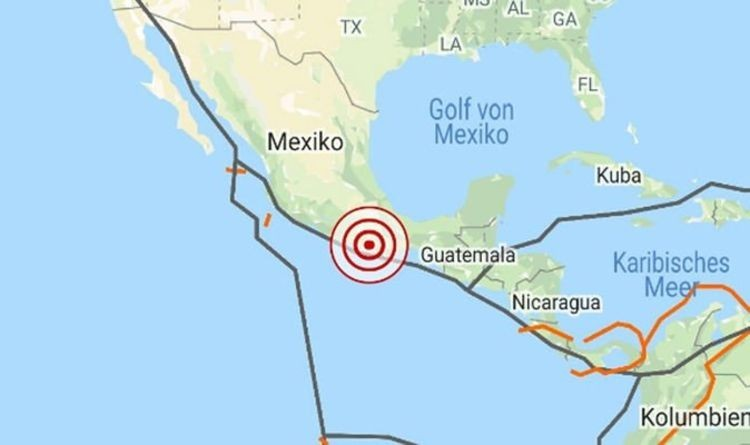 MS
AL
GA
TX
LA
FL
Golf von
Mexiko
Mexiko
Kuba
Guatemala
Karibisches
Meer
Nicaragua
Kolumbien